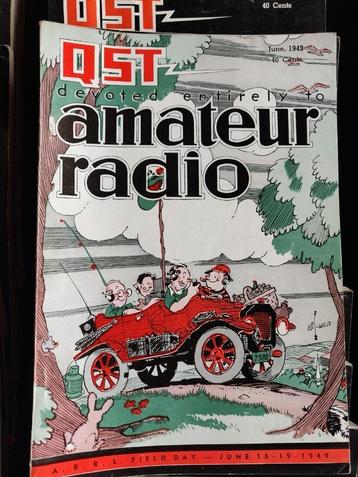 QST
40 Cents
QST
June, 1949
40 Cents
devoted entirely to
amateur
radio
A.R.R.L. FIELD DAY — JUNE 18-19-1949